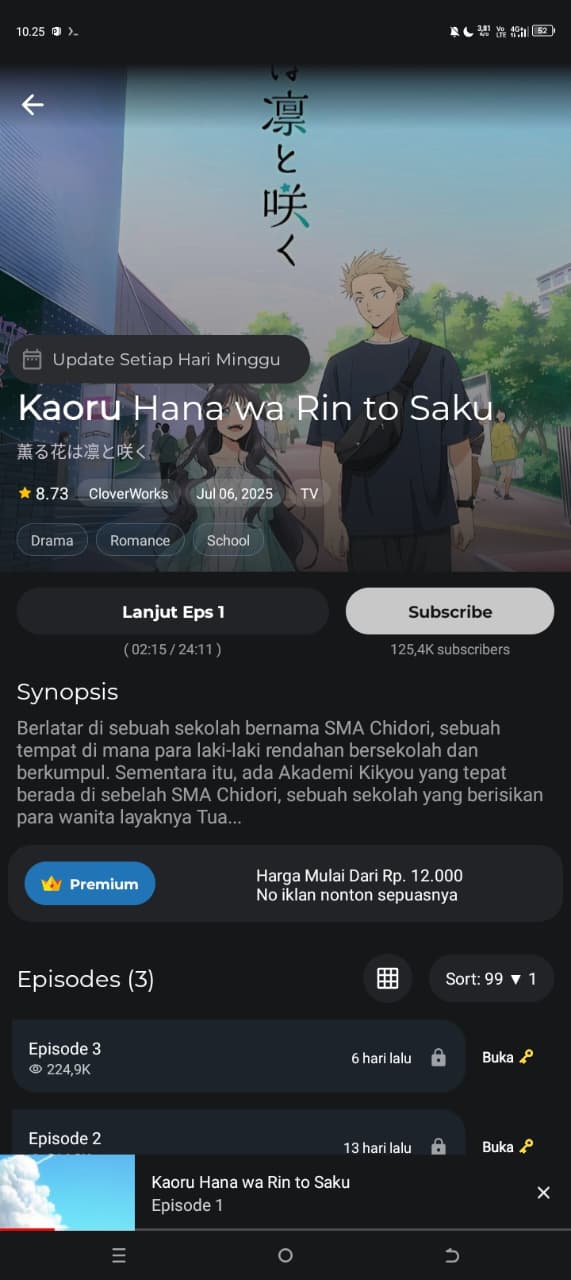 10.25
3,81
K/s
Vo
LTE
4G+
52
は
凛
と
咲
く
Update Setiap Hari Minggu
Kaoru Hana wa Rin to Saku
薫る花は凛と咲く
8.73 CloverWorks Jul 06, 2025 TV
Drama Romance School
Lanjut Eps 1 Subscribe
( 02:15 / 24:11 ) 125,4K subscribers
Synopsis
Berlatar di sebuah sekolah bernama SMA Chidori, sebuah
tempat di mana para laki-laki rendahan bersekolah dan
berkumpul. Sementara itu, ada Akademi Kikyou yang tepat
berada di sebelah SMA Chidori, sebuah sekolah yang berisikan
para wanita layaknya Tua...
Premium
Harga Mulai Dari Rp. 12.000
No iklan nonton sepuasnya
Episodes (3) Sort: 99 ▼ 1
Episode 3
224,9K
6 hari lalu Buka
Episode 2
13 hari lalu Buka
Kaoru Hana wa Rin to Saku
Episode 1